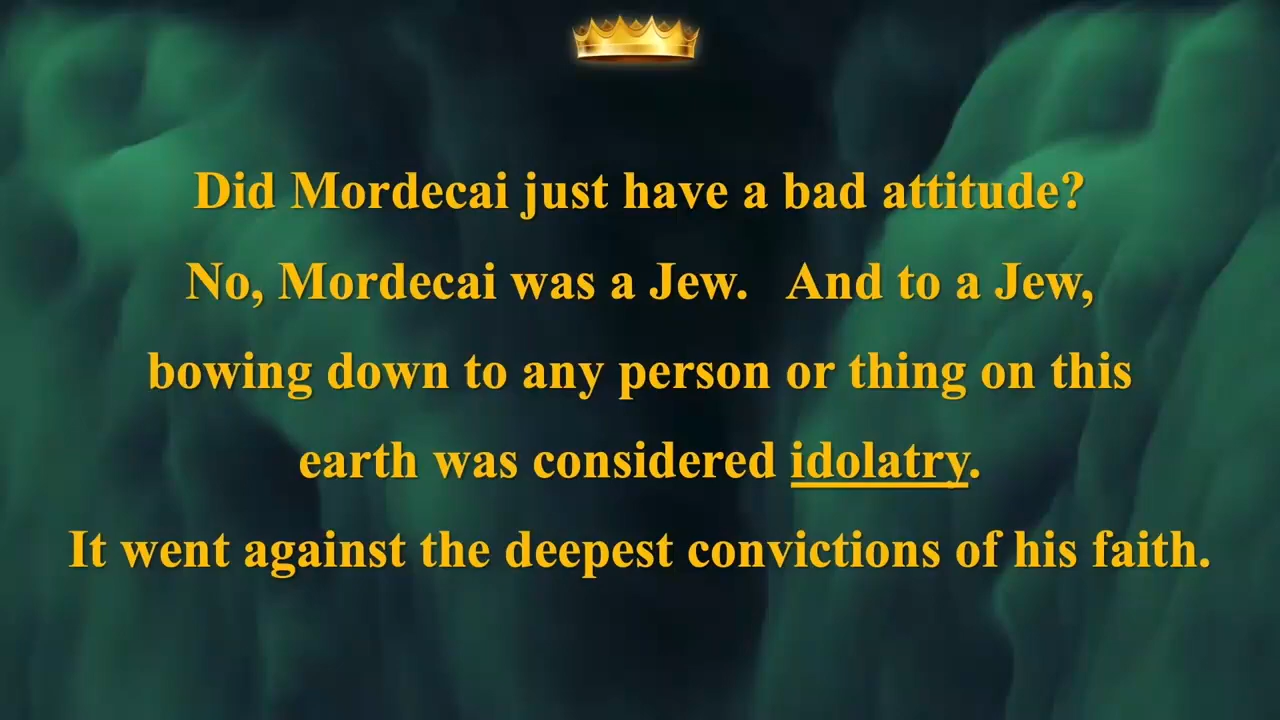 Did Mordecai just have a bad attitude?
No, Mordecai was a Jew.   And to a Jew,
bowing down to any person or thing on this
earth was considered idolatry.
It went against the deepest convictions of his faith.